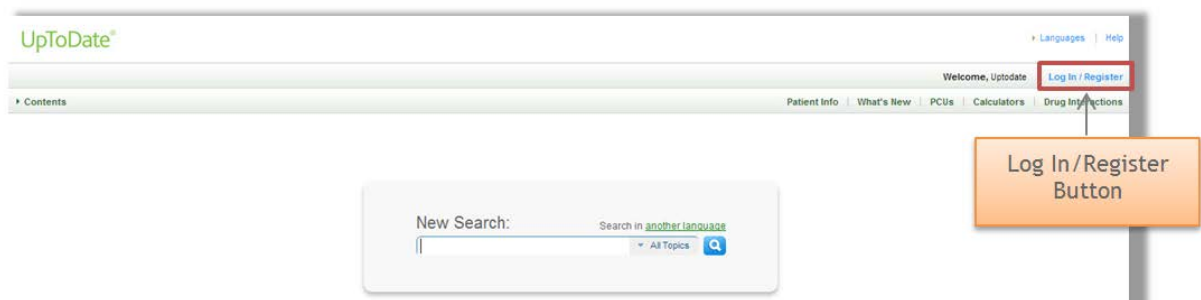 UpToDate®
Languages | Help
Welcome, Uptodate Log In / Register
Contents Patient Info | What's New | PCUs | Calculators | Drug Interactions
Log In/Register
Button
New Search: Search in another language
All Topics